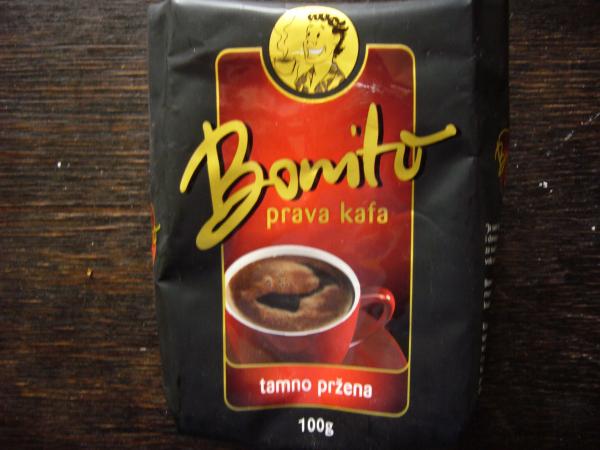 Bonito
prava kafa
tamno pržena
100g